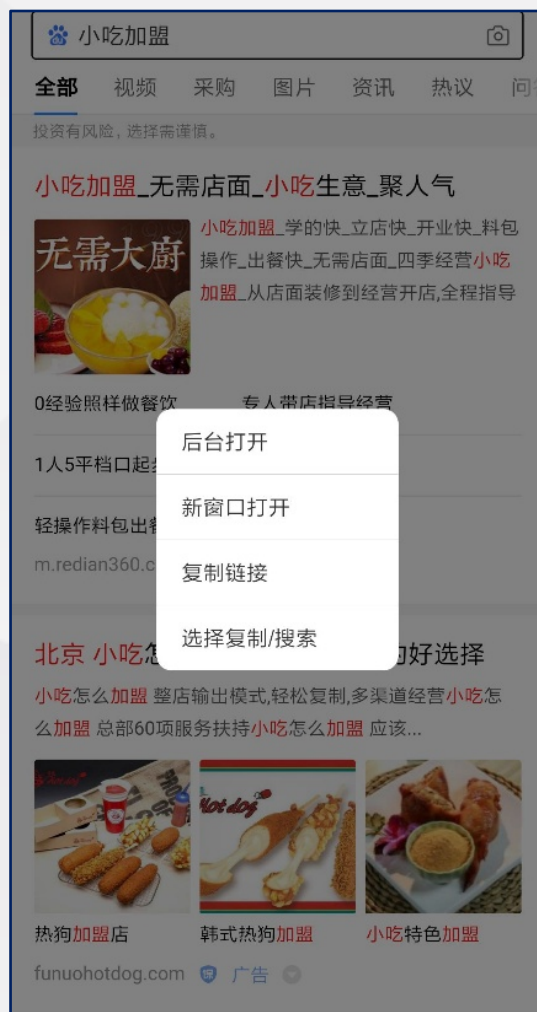 小吃加盟
全部 视频 采购 图片 资讯 热议 问
投资有风险，选择需谨慎。
小吃加盟_无需店面_小吃生意_聚人气
无需大厨
小吃加盟_学的快_立店快_开业快_料包
操作_出餐快_无需店面_四季经营小吃
加盟_从店面装修到经营开店,全程指导
0经验照样做餐饮 专人带店指导经营
后台打开
1人5平档口起
新窗口打开
轻操作料包出
m.redian360.c
复制链接
选择复制/搜索
北京 小吃怎 好选择
小吃怎么加盟 整店输出模式,轻松复制,多渠道经营小吃怎
么加盟 总部60项服务扶持小吃怎么加盟 应该...
Hot dog
热狗加盟店 韩式热狗加盟 小吃特色加盟
funuohotdog.com 保 广告